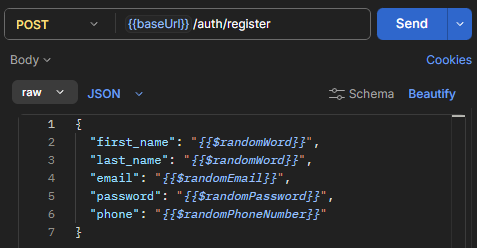 POST {{baseUrl}} /auth/register Send
Body Cookies
raw JSON Schema Beautify
1 {
2 "first_name": "{{$randomWord}}",
3 "last_name": "{{$randomWord}}",
4 "email": "{{$randomEmail}}",
5 "password": "{{$randomPassword}}",
6 "phone": "{{$randomPhoneNumber}}"
7 }